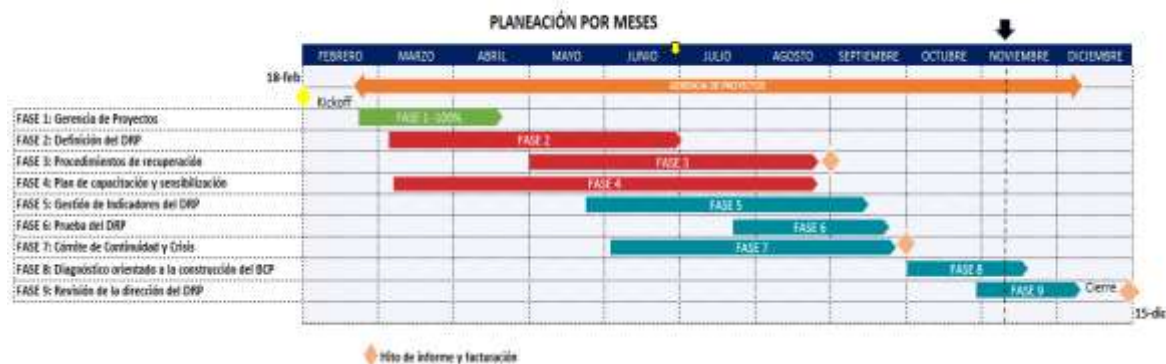 PLANEACIÓN POR MESES
FEBRERO MARZO ABRIL MAYO JUNIO JULIO AGOSTO SEPTIEMBRE OCTUBRE NOVIEMBRE DICIEMBRE
18-feb
GERENCIA DE PROYECTOS
Kickoff
FASE 1: Gerencia de Proyectos FASE 1 -100%
FASE 2: Definición del DRP FASE 2
FASE 3: Procedimientos de recuperación FASE 3
FASE 4: Plan de capacitación y sensibilización FASE 4
FASE 5: Gestión de Indicadores del DRP FASE 5
FASE 6: Prueba del DRP FASE 6
FASE 7: Cómite de Continuidad y Crisis FASE 7
FASE 8: Diagnóstico orientado a la construcción del BCP FASE 8
FASE 9: Revisión de la dirección del DRP FASE 9 Cierre
15-dic
Hito de informe y facturación